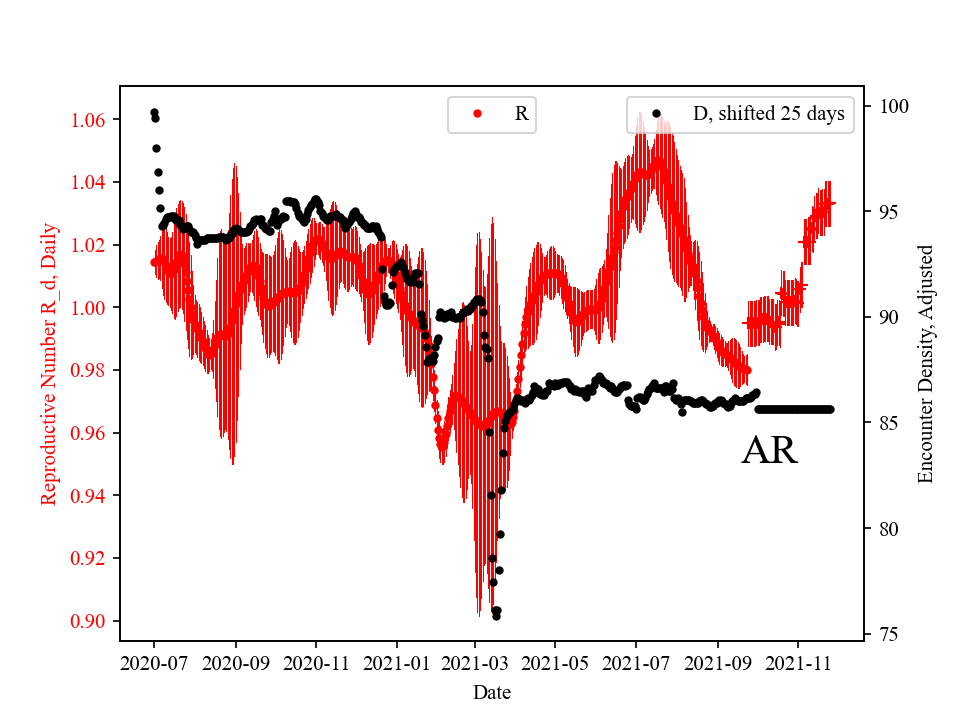 R
D, shifted 25 days
1.06
1.04
1.02
1.00
0.98
0.96
0.94
0.92
0.90
Reproductive Number R_d, Daily
100
95
90
85
80
75
Encounter Density, Adjusted
AR
2020-07 2020-09 2020-11 2021-01 2021-03 2021-05 2021-07 2021-09 2021-11
Date